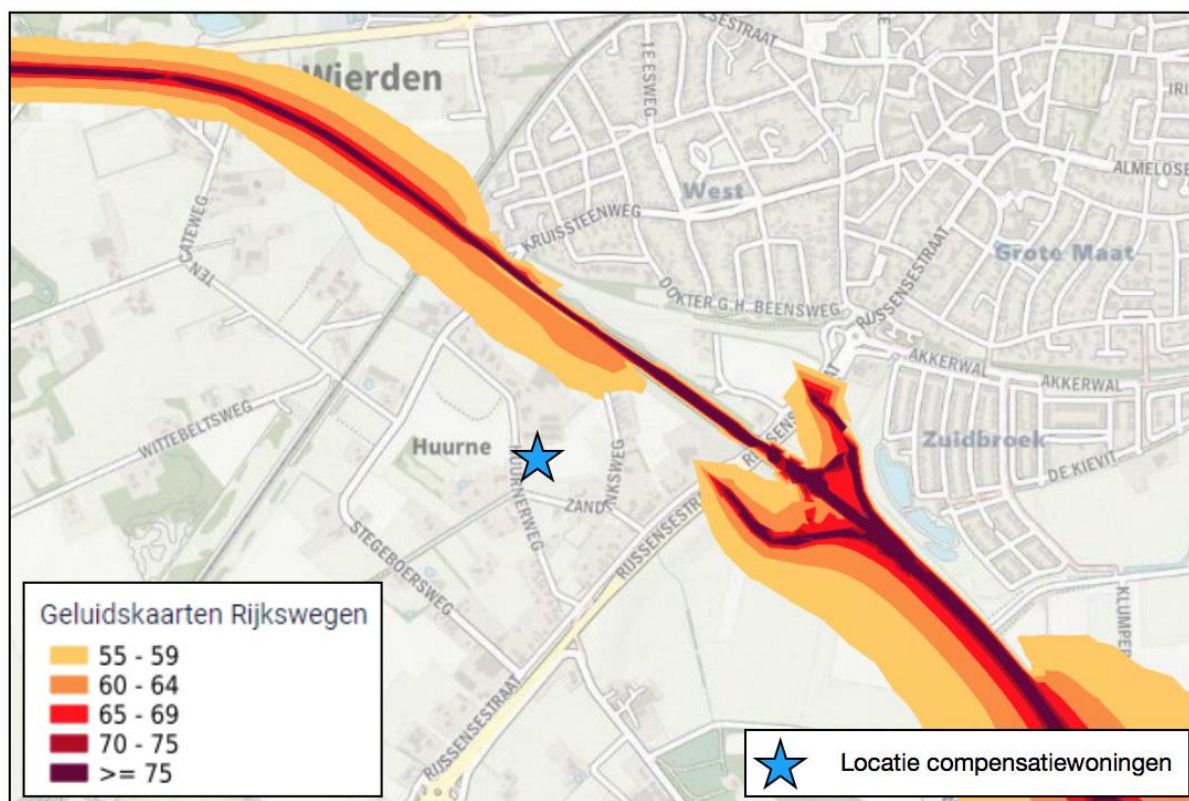 Wierden
1E ESWEG
IRI
ALMELOSE
West
KRUISSTEENWEG
Grote Maat
TEN CATEWEG
RIJSSENSESTRAAT
DOKTER G.H. BEENSWEG
AKKERWAL
AKKERWAL
WITTEBELTSWEG
Huurne
HUURNERWEG
Zuidbroek
DE KIEVIT
ZAND
NKSWEG
RIJSSENSESTRAAT
STEGEBOERSWEG
KLUMPER
RIJSSENSESTRAAT
Geluidskaarten Rijkswegen
55 - 59
60 - 64
65 - 69
70 - 75
>= 75
Locatie compensatiewoningen